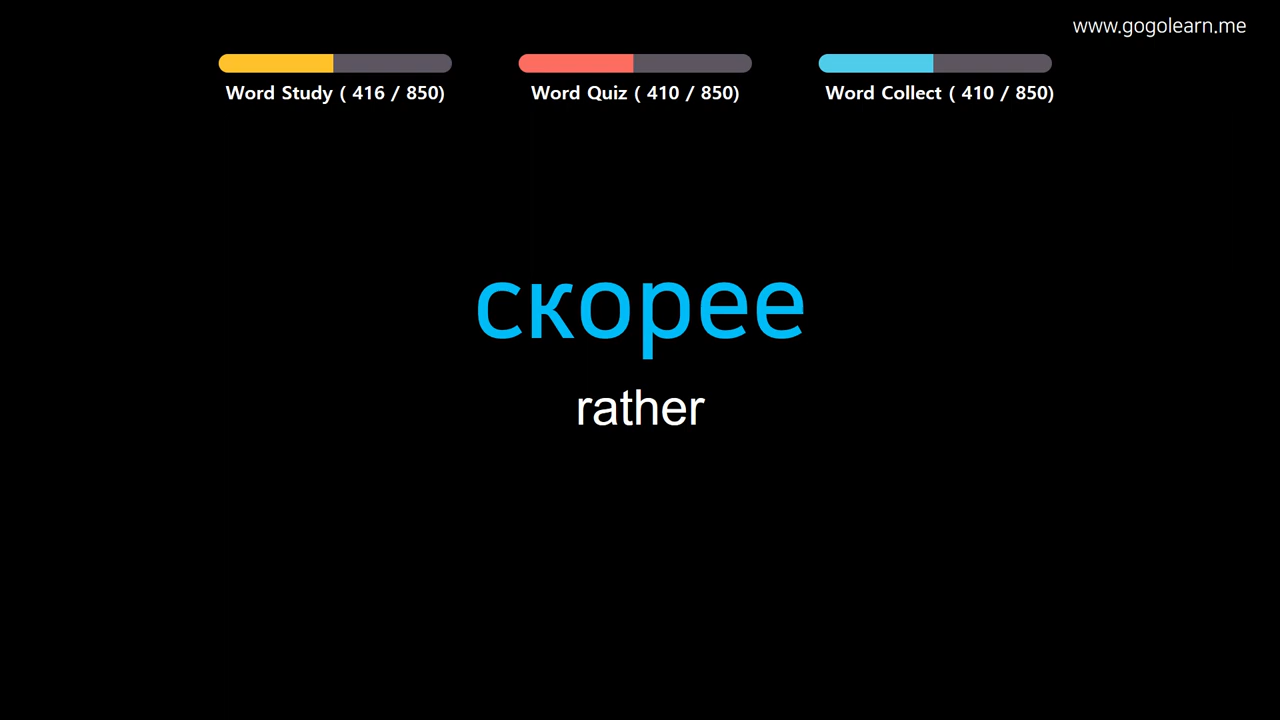 www.gogolearn.me
Word Study ( 416 / 850)
Word Quiz ( 410 / 850)
Word Collect ( 410 / 850)
скорее
rather